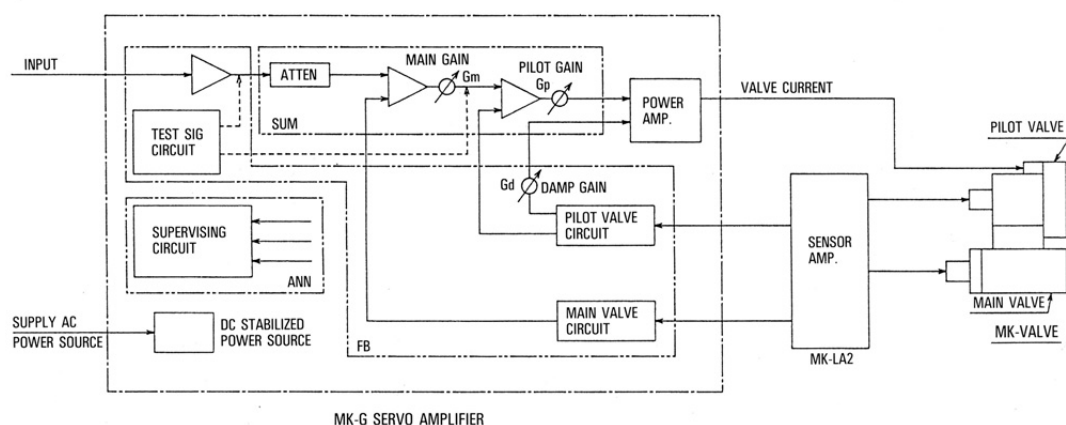 INPUT
TEST SIG
CIRCUIT
ATTEN
SUM
MAIN GAIN
Gm
PILOT GAIN
Gp
POWER
AMP.
VALVE CURRENT
PILOT VALVE
Gd
DAMP GAIN
PILOT VALVE
CIRCUIT
SENSOR
AMP.
SUPERVISING
CIRCUIT
ANN
MAIN VALVE
CIRCUIT
MAIN VALVE
MK-VALVE
SUPPLY AC
POWER SOURCE
DC STABILIZED
POWER SOURCE
FB
MK-LA2
MK-G SERVO AMPLIFIER